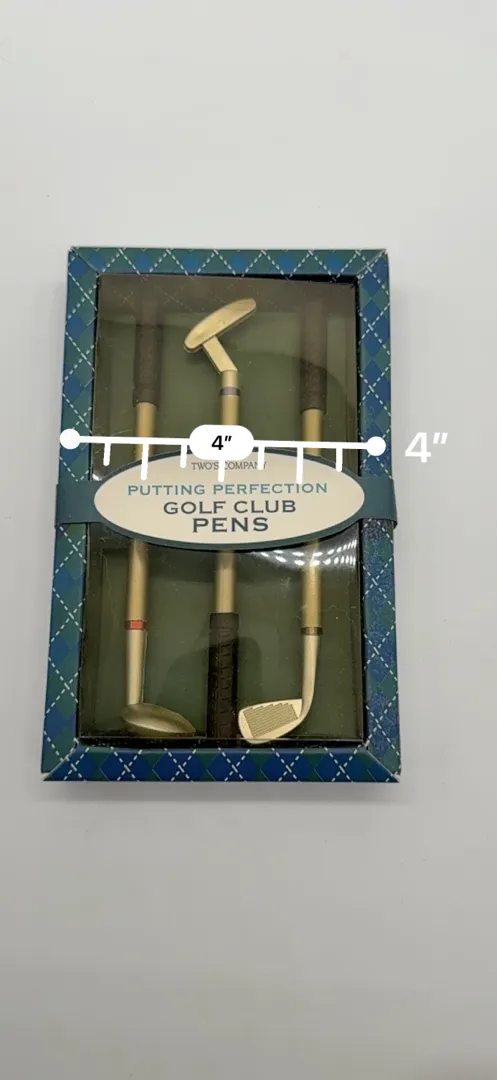 4"
4"
TWO'S COMPANY
PUTTING PERFECTION
GOLF CLUB
PENS